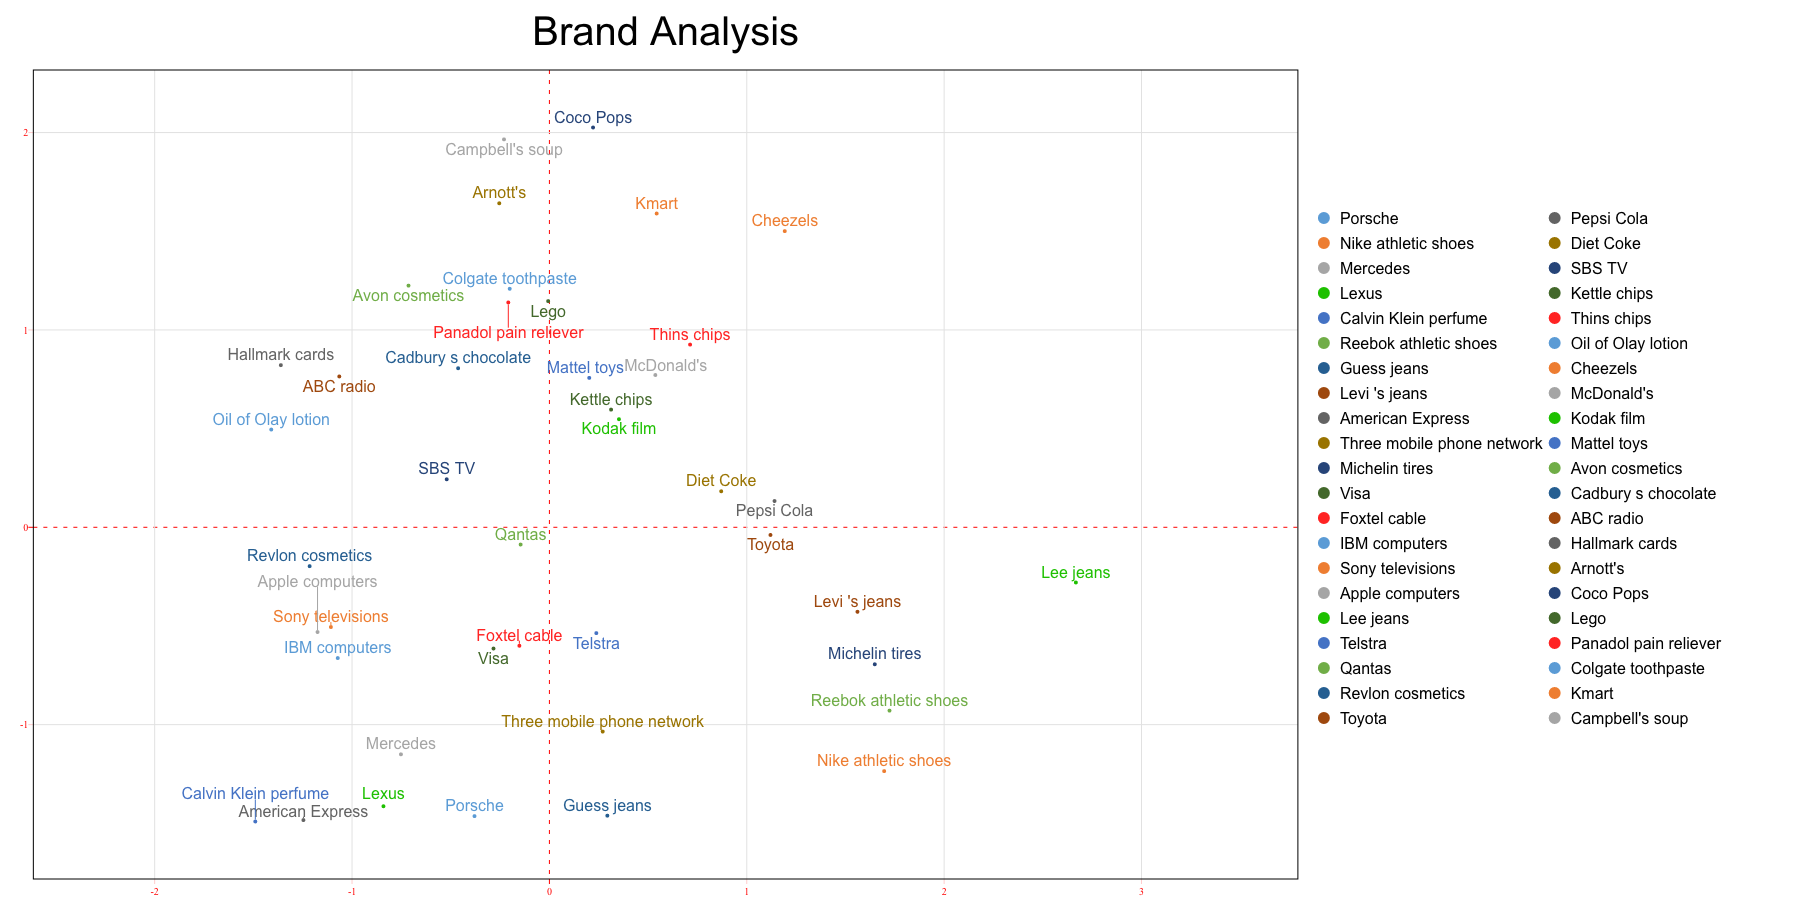 Brand Analysis
Coco Pops
2
Campbell's soup
Arnott's
Kmart
Cheezels
Colgate toothpaste
Avon cosmetics
Lego
1
Panadol pain reliever
Thins chips
Hallmark cards
Cadbury s chocolate
Mattel toys
McDonald's
ABC radio
Kettle chips
Oil of Olay lotion
Kodak film
SBS TV
Diet Coke
Pepsi Cola
0
Qantas
Toyota
Revlon cosmetics
Apple computers
Lee jeans
Levi 's jeans
Sony televisions
Foxtel cable
Telstra
IBM computers
Visa
Michelin tires
Reebok athletic shoes
-1
Three mobile phone network
Mercedes
Nike athletic shoes
Calvin Klein perfume
Lexus
American Express
Porsche
Guess jeans
-2
-1
0
1
2
3
Porsche
Nike athletic shoes
Mercedes
Lexus
Calvin Klein perfume
Reebok athletic shoes
Guess jeans
Levi 's jeans
American Express
Three mobile phone network
Michelin tires
Visa
Foxtel cable
IBM computers
Sony televisions
Apple computers
Lee jeans
Telstra
Qantas
Revlon cosmetics
Toyota
Pepsi Cola
Diet Coke
SBS TV
Kettle chips
Thins chips
Oil of Olay lotion
Cheezels
McDonald's
Kodak film
Mattel toys
Avon cosmetics
Cadbury s chocolate
ABC radio
Hallmark cards
Arnott's
Coco Pops
Lego
Panadol pain reliever
Colgate toothpaste
Kmart
Campbell's soup